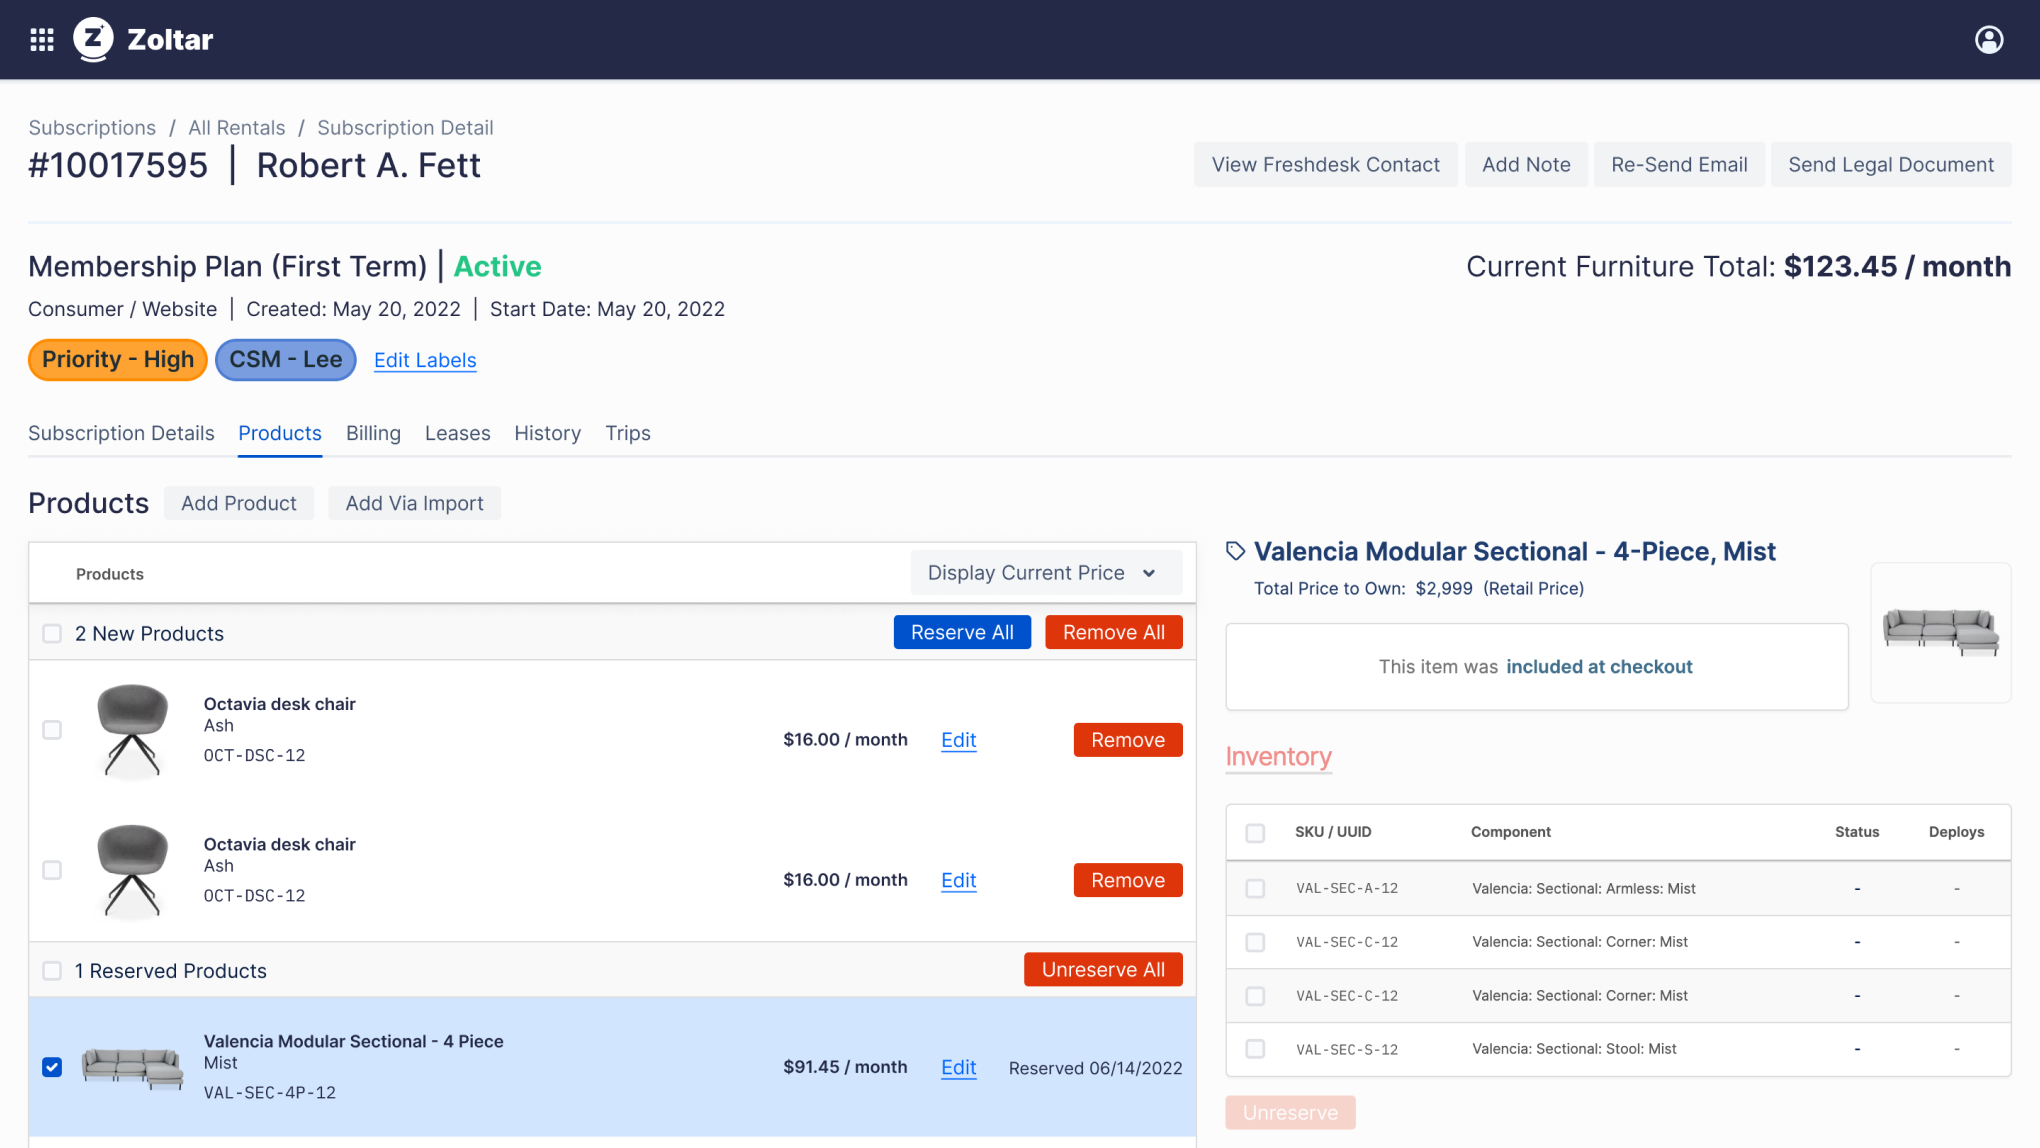 Z Zoltar
Subscriptions / All Rentals / Subscription Detail
#10017595 | Robert A. Fett
View Freshdesk Contact
Add Note
Re-Send Email
Send Legal Document
Membership Plan (First Term) | Active
Current Furniture Total: $123.45 / month
Consumer / Website | Created: May 20, 2022 | Start Date: May 20, 2022
Priority - High
CSM - Lee
Edit Labels
Subscription Details
Products
Billing
Leases
History
Trips
Products
Add Product
Add Via Import
Products
Display Current Price
2 New Products
Reserve All
Remove All
Octavia desk chair
Ash
OCT-DSC-12
$16.00 / month
Edit
Remove
Octavia desk chair
Ash
OCT-DSC-12
$16.00 / month
Edit
Remove
1 Reserved Products
Unreserve All
Valencia Modular Sectional - 4 Piece
Mist
VAL-SEC-4P-12
$91.45 / month
Edit
Reserved 06/14/2022
Valencia Modular Sectional - 4-Piece, Mist
Total Price to Own: $2,999 (Retail Price)
This item was included at checkout
Inventory
SKU / UUID Component Status Deploys
VAL-SEC-A-12 Valencia: Sectional: Armless: Mist - -
VAL-SEC-C-12 Valencia: Sectional: Corner: Mist - -
VAL-SEC-C-12 Valencia: Sectional: Corner: Mist - -
VAL-SEC-S-12 Valencia: Sectional: Stool: Mist - -
Unreserve